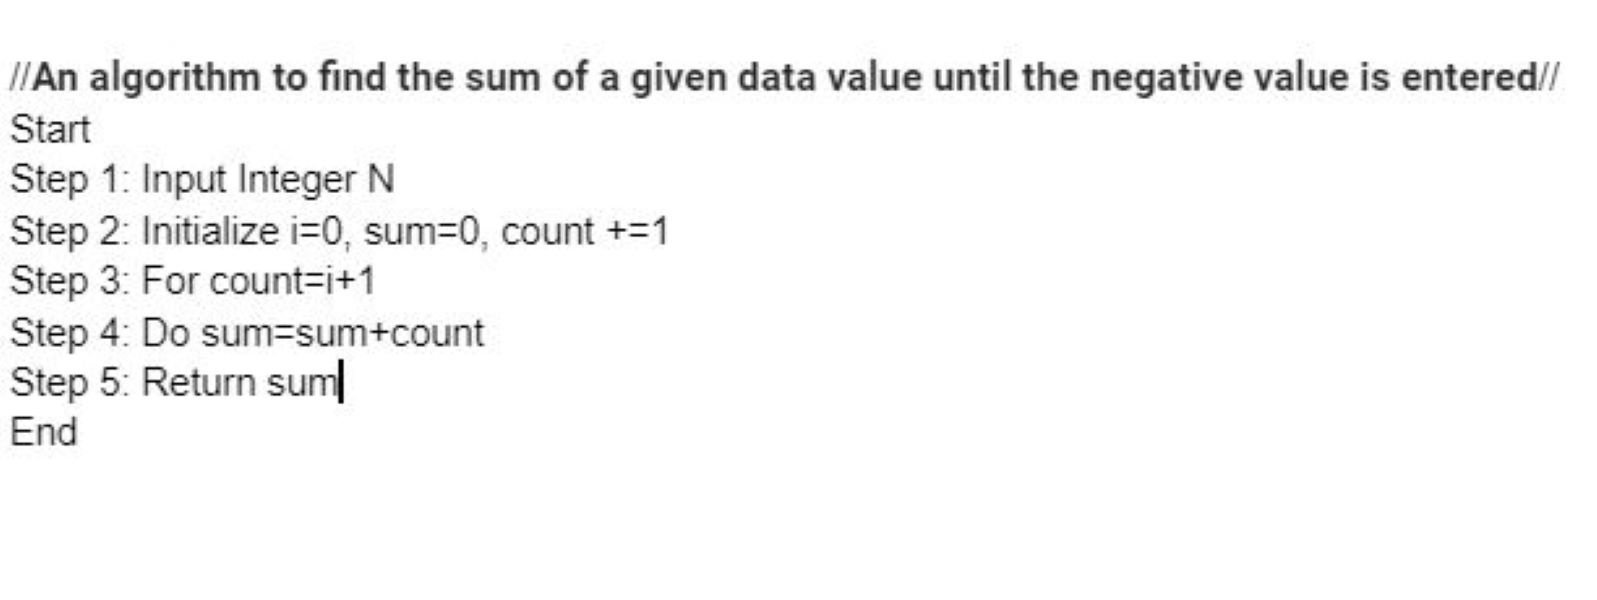 //An algorithm to find the sum of a given data value until the negative value is entered//
Start
Step 1: Input Integer N
Step 2: Initialize i=0, sum=0, count +=1
Step 3: For count=i+1
Step 4: Do sum=sum+count
Step 5: Return sum
End